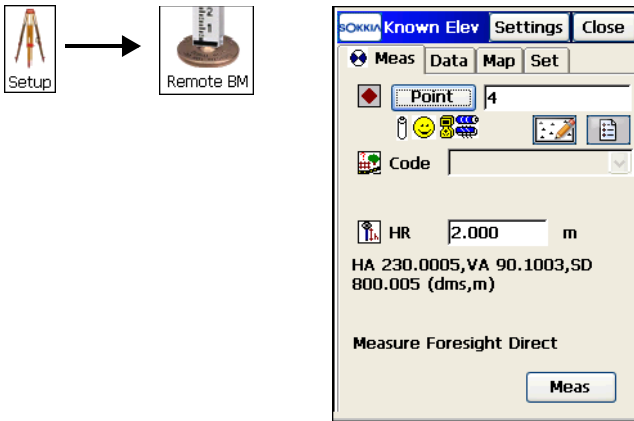 Setup
Remote BM
SOKKIA Known Elev Settings Close
Meas Data Map Set
Point 4
Code
HR 2.000 m
HA 230.0005,VA 90.1003,SD
800.005 (dms,m)
Measure Foresight Direct
Meas